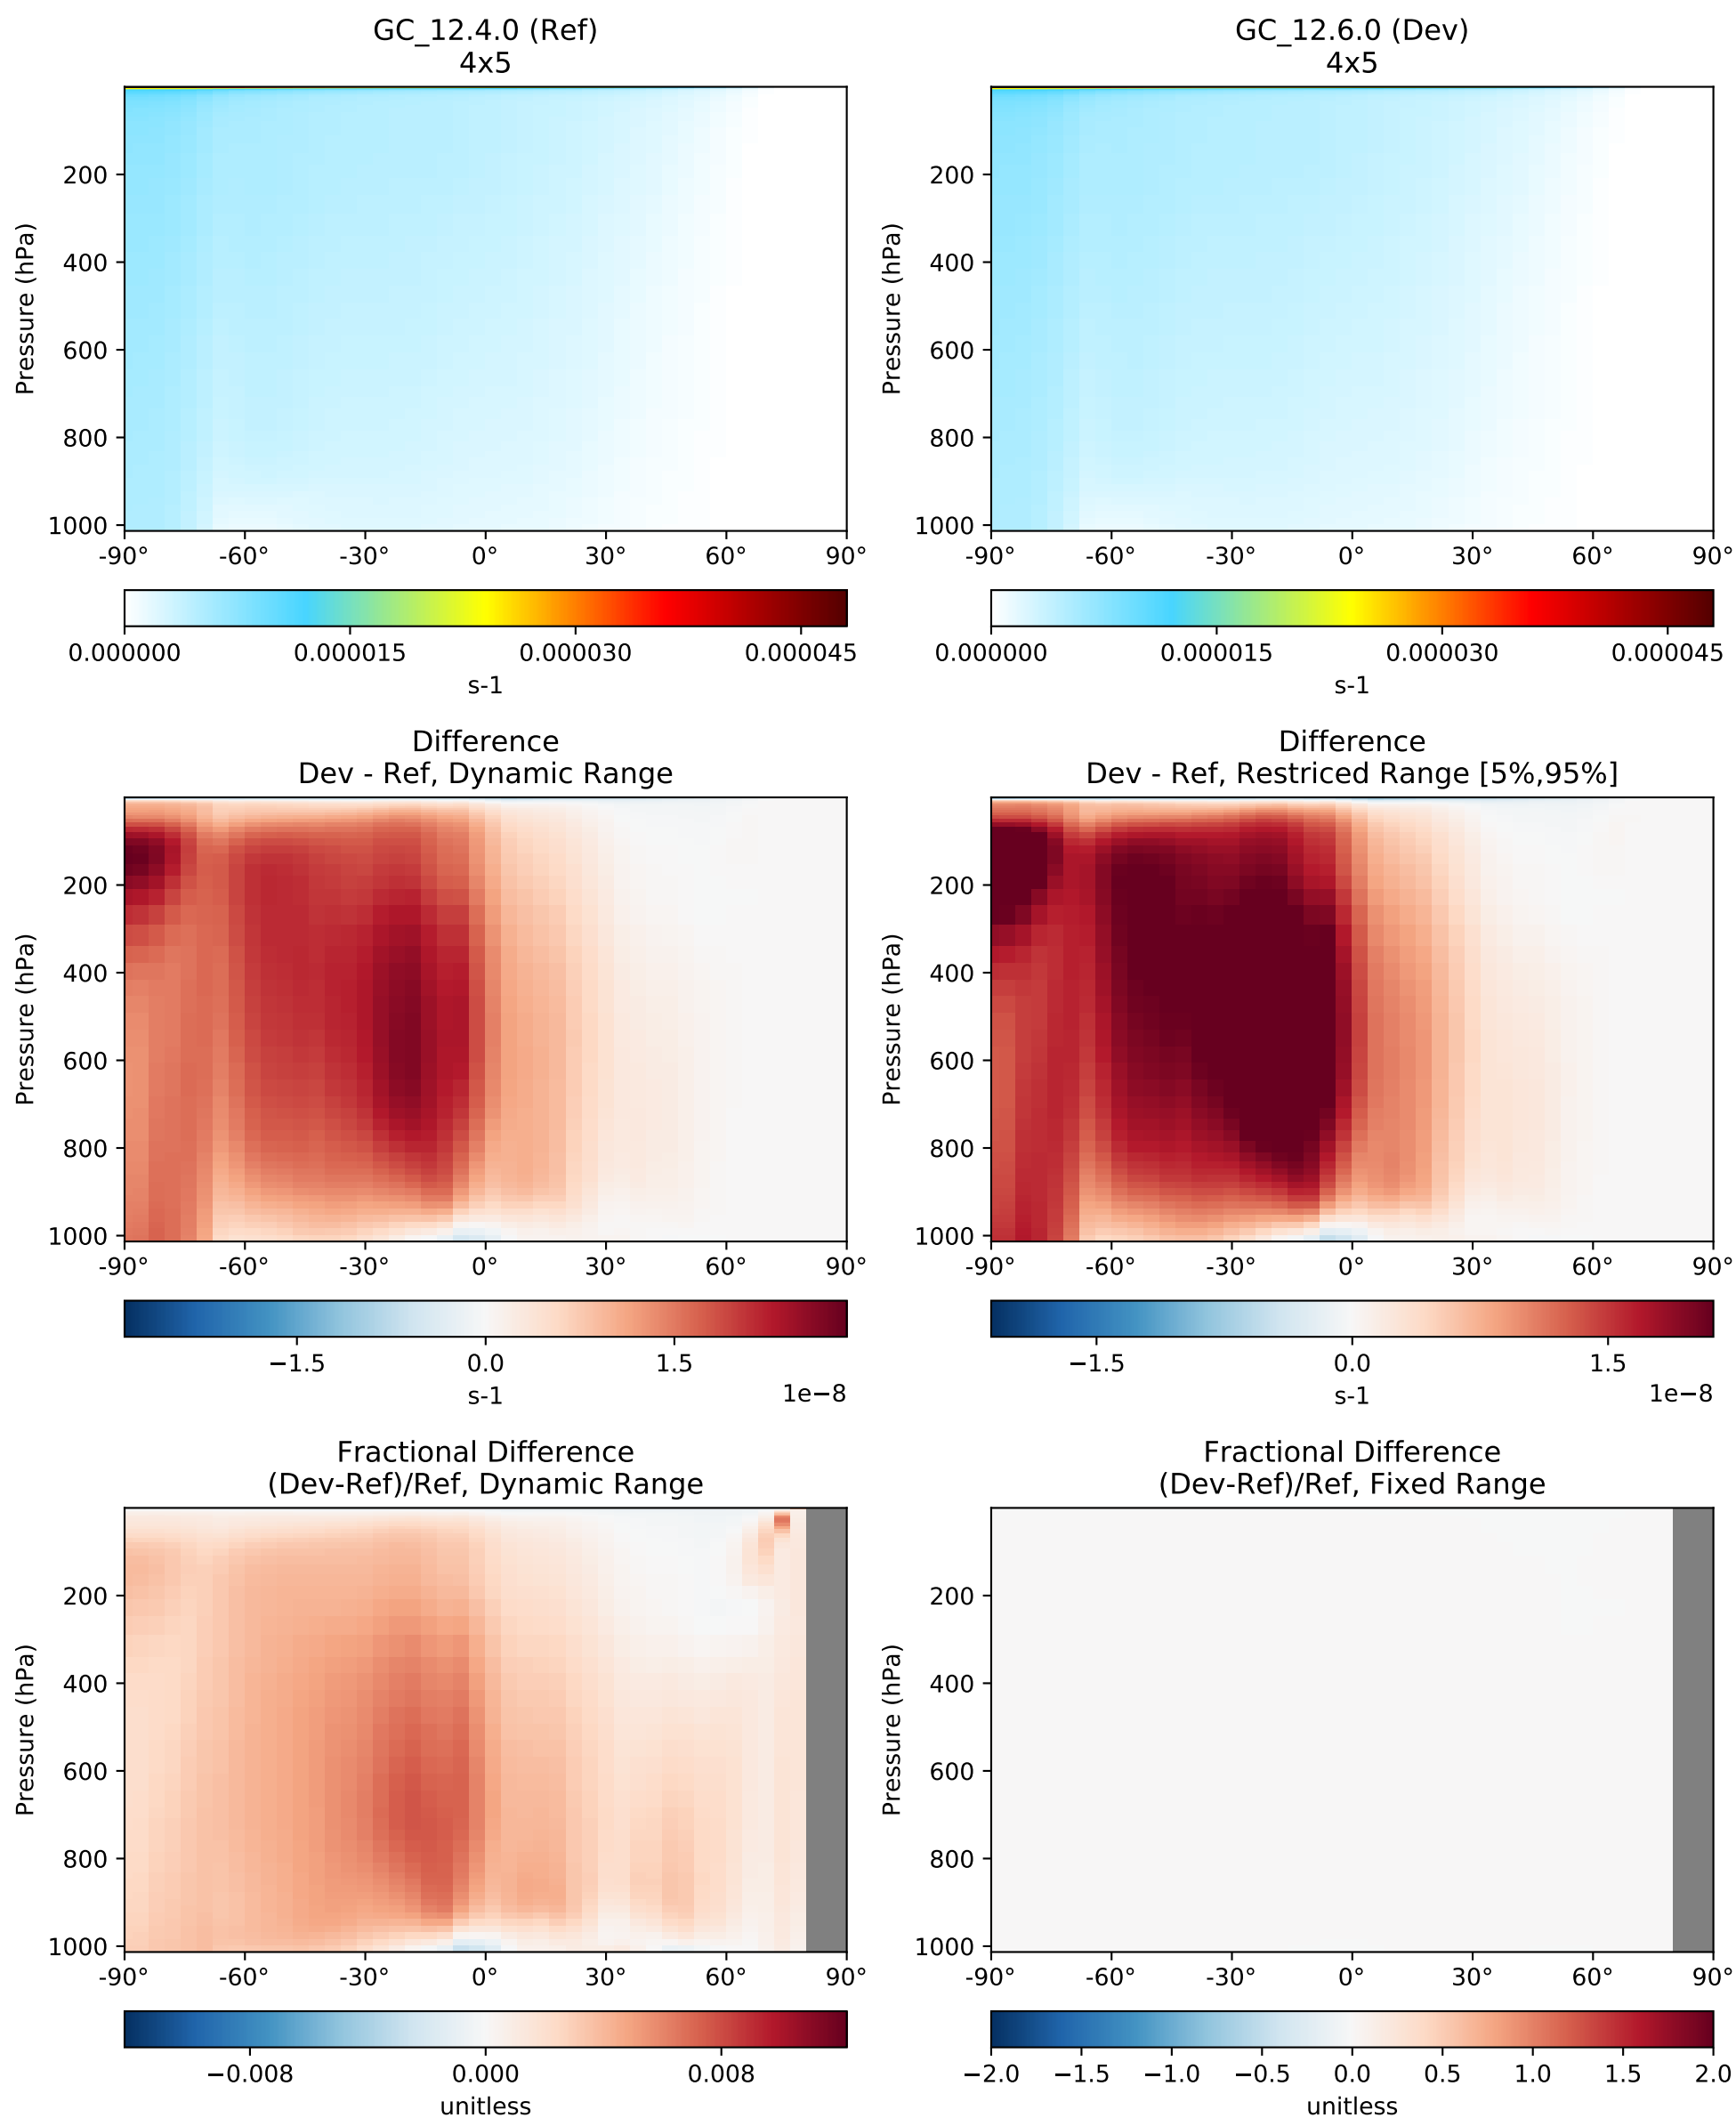 GC_12.4.0 (Ref)
4x5
GC_12.6.0 (Dev)
4x5
Pressure (hPa)
200
400
600
800
1000
-90° -60° -30° 0° 30° 60° 90°
0.000000 0.000015 0.000030 0.000045
s-1
Pressure (hPa)
200
400
600
800
1000
-90° -60° -30° 0° 30° 60° 90°
0.000000 0.000015 0.000030 0.000045
s-1
Difference
Dev - Ref, Dynamic Range
Pressure (hPa)
200
400
600
800
1000
-90° -60° -30° 0° 30° 60° 90°
−1.5 0.0 1.5
s-1
1e−8
Difference
Dev - Ref, Restriced Range [5%,95%]
Pressure (hPa)
200
400
600
800
1000
-90° -60° -30° 0° 30° 60° 90°
−1.5 0.0 1.5
s-1
1e−8
Fractional Difference
(Dev-Ref)/Ref, Dynamic Range
Pressure (hPa)
200
400
600
800
1000
-90° -60° -30° 0° 30° 60° 90°
−0.008 0.000 0.008
unitless
Fractional Difference
(Dev-Ref)/Ref, Fixed Range
Pressure (hPa)
200
400
600
800
1000
-90° -60° -30° 0° 30° 60° 90°
−2.0 −1.5 −1.0 −0.5 0.0 0.5 1.0 1.5 2.0
unitless